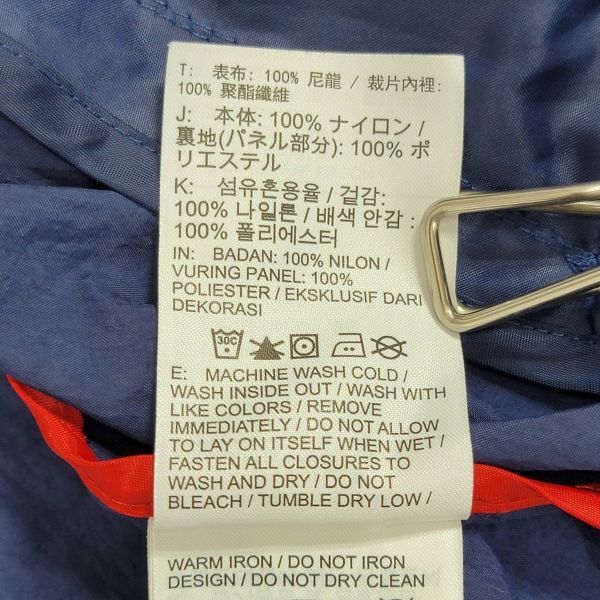 T: 表布: 100% 尼龍 / 裁片內裡:
100% 聚酯纖維
J: 本体: 100% ナイロン /
裏地(パネル部分): 100% ポ
リエステル
K: 섬유혼용율 / 겉감:
100% 나일론 / 배색 안감 :
100% 폴리에스터
IN: BADAN: 100% NILON /
VURING PANEL: 100%
POLIESTER / EKSKLUSIF DARI
DEKORASI
30C
E: MACHINE WASH COLD /
WASH INSIDE OUT / WASH WITH
LIKE COLORS / REMOVE
IMMEDIATELY / DO NOT ALLOW
TO LAY ON ITSELF WHEN WET /
FASTEN ALL CLOSURES TO
WASH AND DRY / DO NOT
BLEACH / TUMBLE DRY LOW /
WARM IRON / DO NOT IRON
DESIGN / DO NOT DRY CLEAN